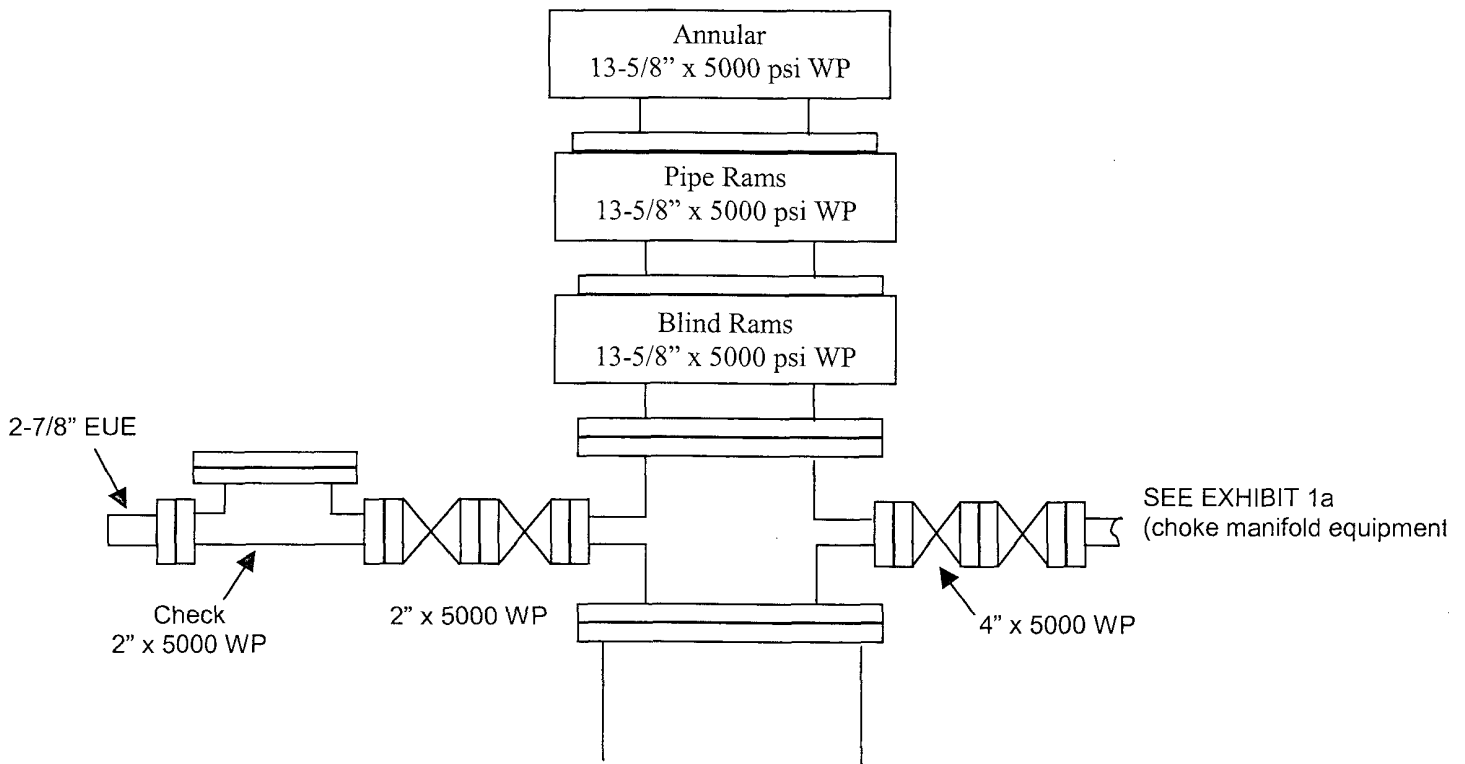 Annular
13-5/8” x 5000 psi WP
Pipe Rams
13-5/8” x 5000 psi WP
Blind Rams
13-5/8” x 5000 psi WP
2-7/8” EUE
Check
2” x 5000 WP
2” x 5000 WP
4” x 5000 WP
SEE EXHIBIT 1a
(choke manifold equipment